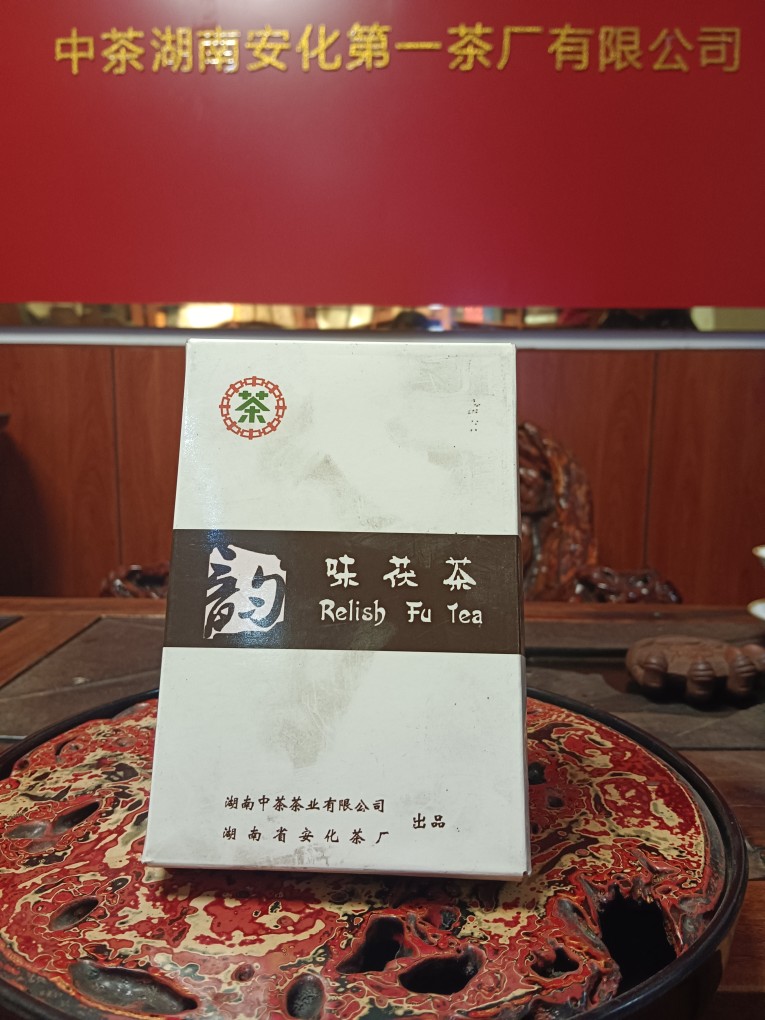 中茶湖南安化第一茶厂有限公司
茶
韵 味茯茶
Relish Fu Tea
湖南中茶茶业有限公司
湖南省安化茶厂 出品